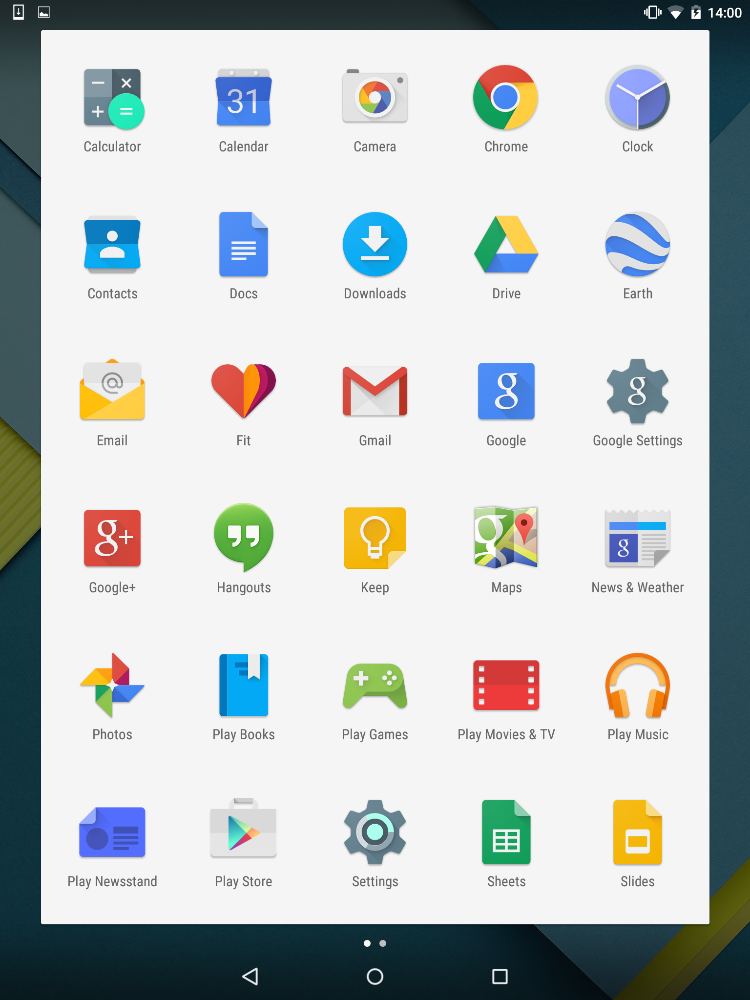 14:00
31
Calculator Calendar Camera Chrome Clock
Contacts Docs Downloads Drive Earth
@
g
g
Email Fit Gmail Google Google Settings
g+
g
g
Google+ Hangouts Keep Maps News & Weather
Photos Play Books Play Games Play Movies & TV Play Music
Play Newsstand Play Store Settings Sheets Slides